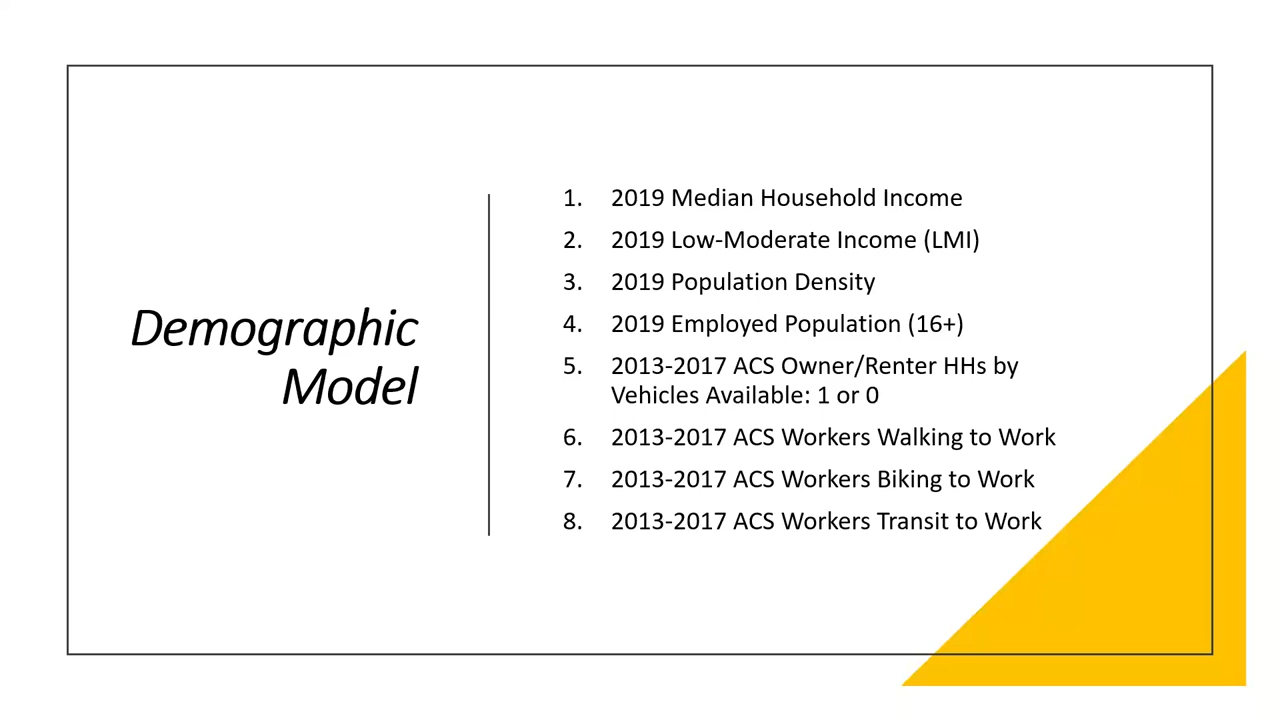 Demographic
Model
1. 2019 Median Household Income
2. 2019 Low-Moderate Income (LMI)
3. 2019 Population Density
4. 2019 Employed Population (16+)
5. 2013-2017 ACS Owner/Renter HHs by
Vehicles Available: 1 or 0
6. 2013-2017 ACS Workers Walking to Work
7. 2013-2017 ACS Workers Biking to Work
8. 2013-2017 ACS Workers Transit to Work